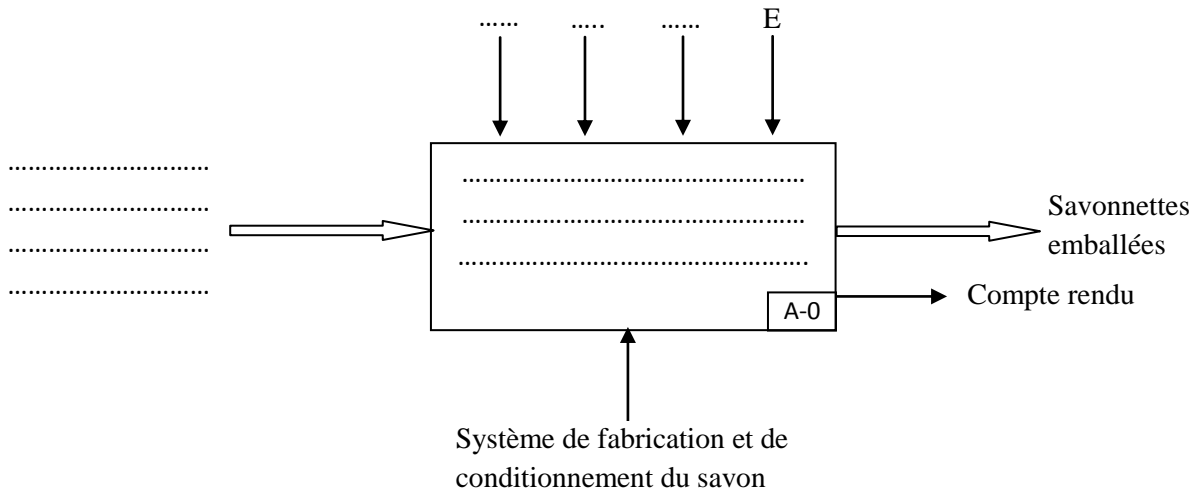 ...... ..... ...... E
..............................
..............................
..............................
..............................
...................................................
...................................................
....................................................
Savonnettes
emballées
Compte rendu
A-0
Système de fabrication et de
conditionnement du savon